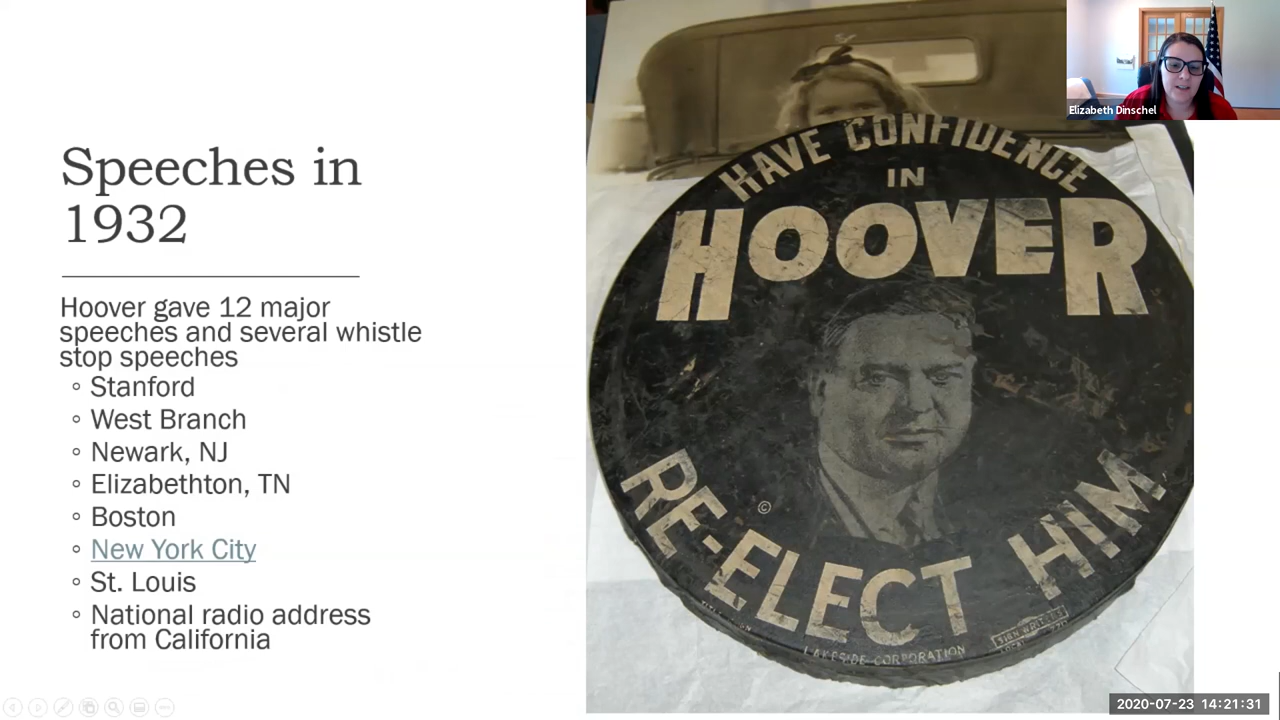 Speeches in
1932
Hoover gave 12 major
speeches and several whistle
stop speeches
Stanford
West Branch
Newark, NJ
Elizabethton, TN
Boston
New York City
St. Louis
National radio address
from California
HAVE CONFIDENCE
IN
HOOVER
©
RE-ELECT HIM
LAKESIDE CORPORATION
SIGN WRITERS
Elizabeth Dinschel
2020-07-23 14:21:31